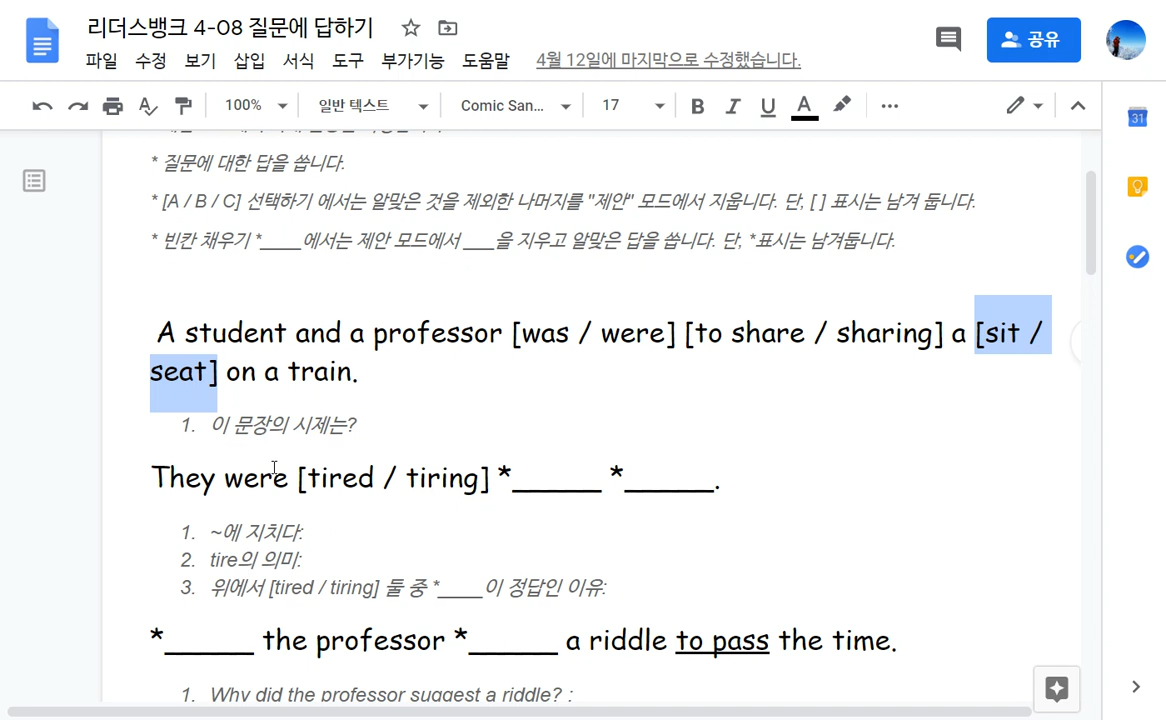 리더스뱅크 4-08 질문에 답하기
공유
파일 수정 보기 삽입 서식 도구 부가기능 도움말 4월 12일에 마지막으로 수정했습니다.
100% 일반 텍스트 Comic San... 17 B I U A
31
* 질문에 대한 답을 씁니다.
* [A / B / C] 선택하기 에서는 알맞은 것을 제외한 나머지를 "제안" 모드에서 지웁니다. 단, [ ] 표시는 남겨 둡니다.
* 빈칸 채우기 *____에서는 제안 모드에서 ___을 지우고 알맞은 답을 씁니다. 단, *표시는 남겨둡니다.
A student and a professor [was / were] [to share / sharing] a [sit /
seat] on a train.
1. 이 문장의 시제는?
They were [tired / tiring] *_____ *_____.
1. ~에 지치다:
2. tire의 의미:
3. 위에서 [tired / tiring] 둘 중 *____이 정답인 이유:
*_____ the professor *_____ a riddle to pass the time.
1. Why did the professor suggest a riddle? :